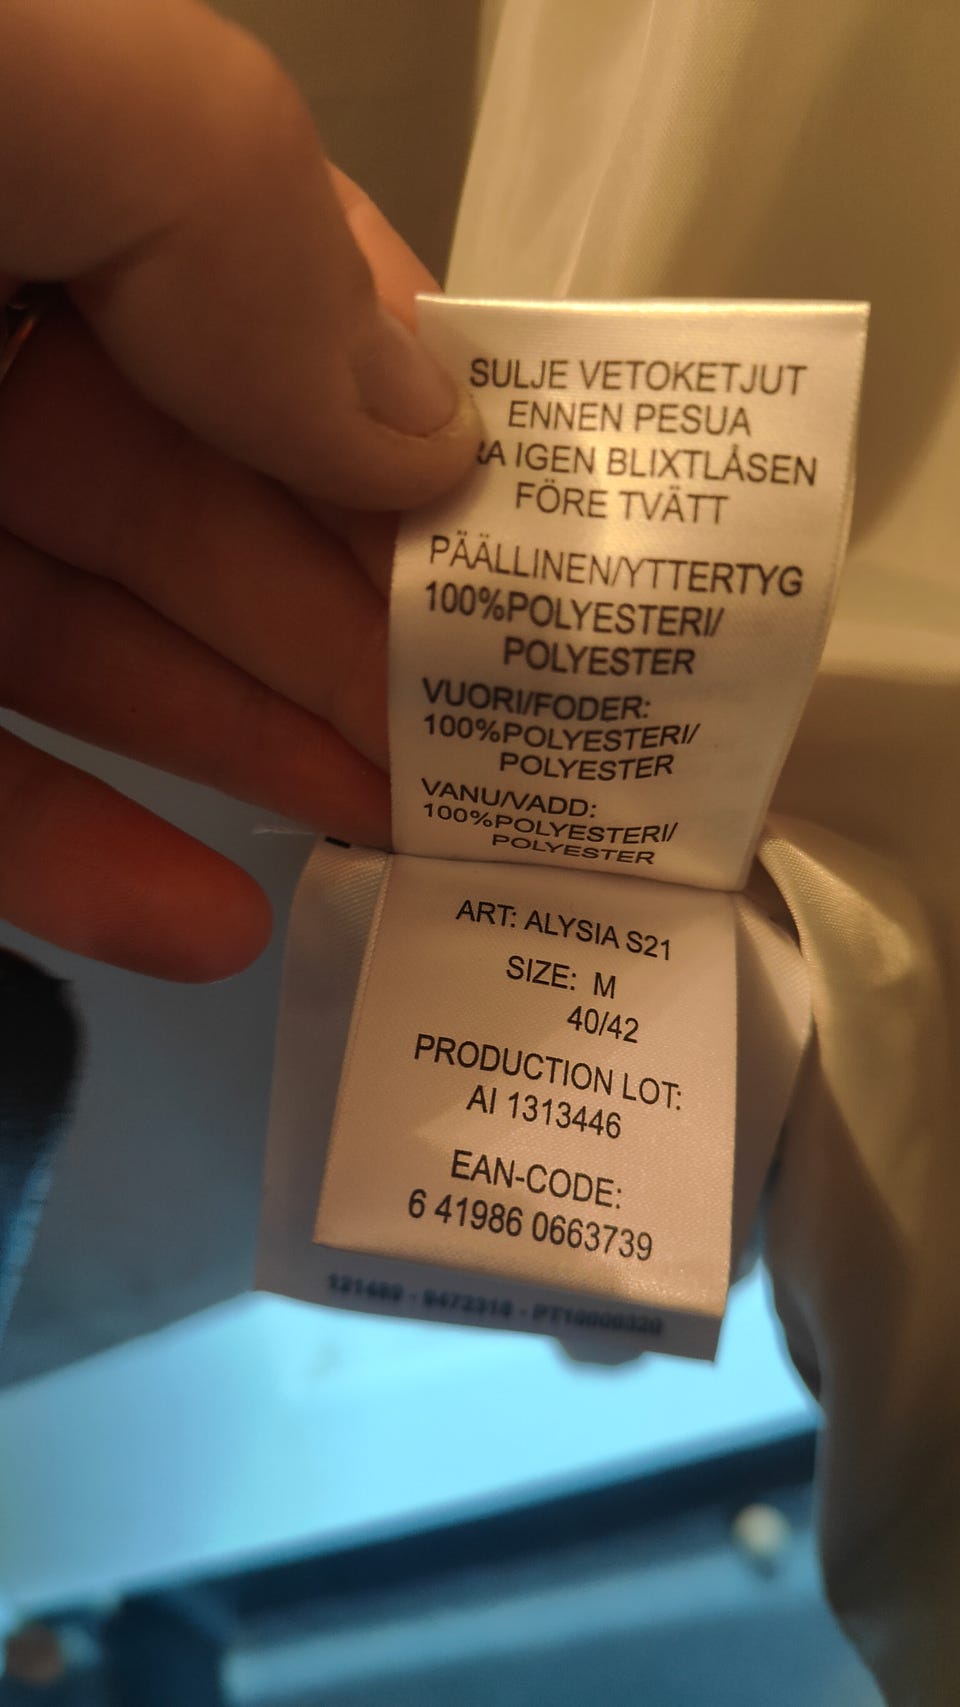 SULJE VETOKETJUT
ENNEN PESUA
RA IGEN BLIXTLÅSEN
FÖRE TVÄTT
PÄÄLLINEN/YTTERTYG
100%POLYESTERI/
POLYESTER
VUORI/FODER:
100%POLYESTERI/
POLYESTER
VANU/VADD:
100%POLYESTERI/
POLYESTER
ART: ALYSIA S21
SIZE: M
40/42
PRODUCTION LOT:
AI 1313446
EAN-CODE:
6 41986 0663739